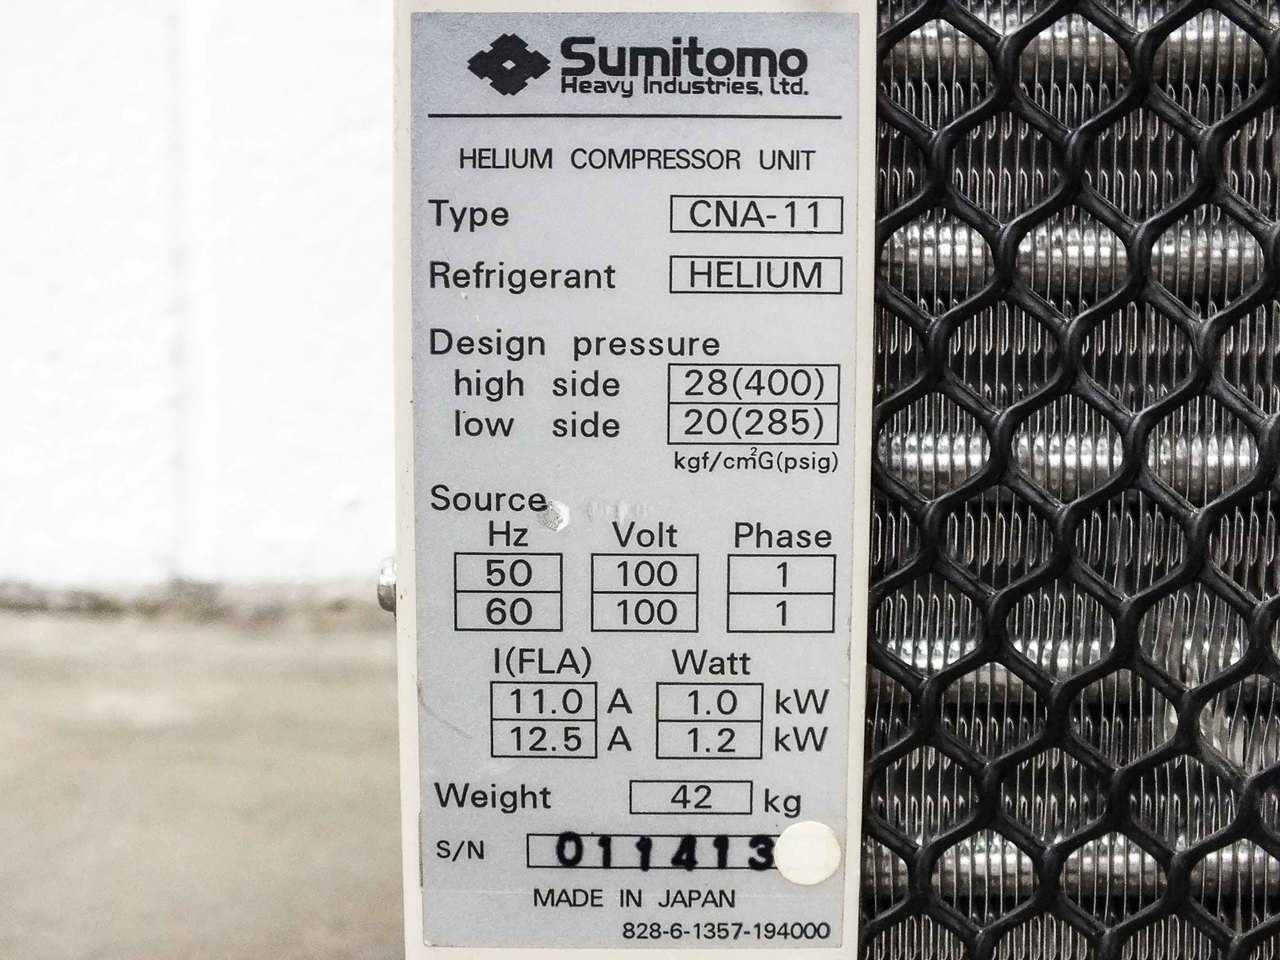 Sumitomo
Heavy Industries, Ltd.
HELIUM COMPRESSOR UNIT
Type CNA-11
Refrigerant HELIUM
Design pressure
high side 28(400)
low side 20(285)
kgf/cm²G(psig)
Source
Hz Volt Phase
50 100 1
60 100 1
I(FLA) Watt
11.0 A 1.0 kW
12.5 A 1.2 kW
Weight 42 kg
S/N 011413
MADE IN JAPAN
828-6-1357-194000